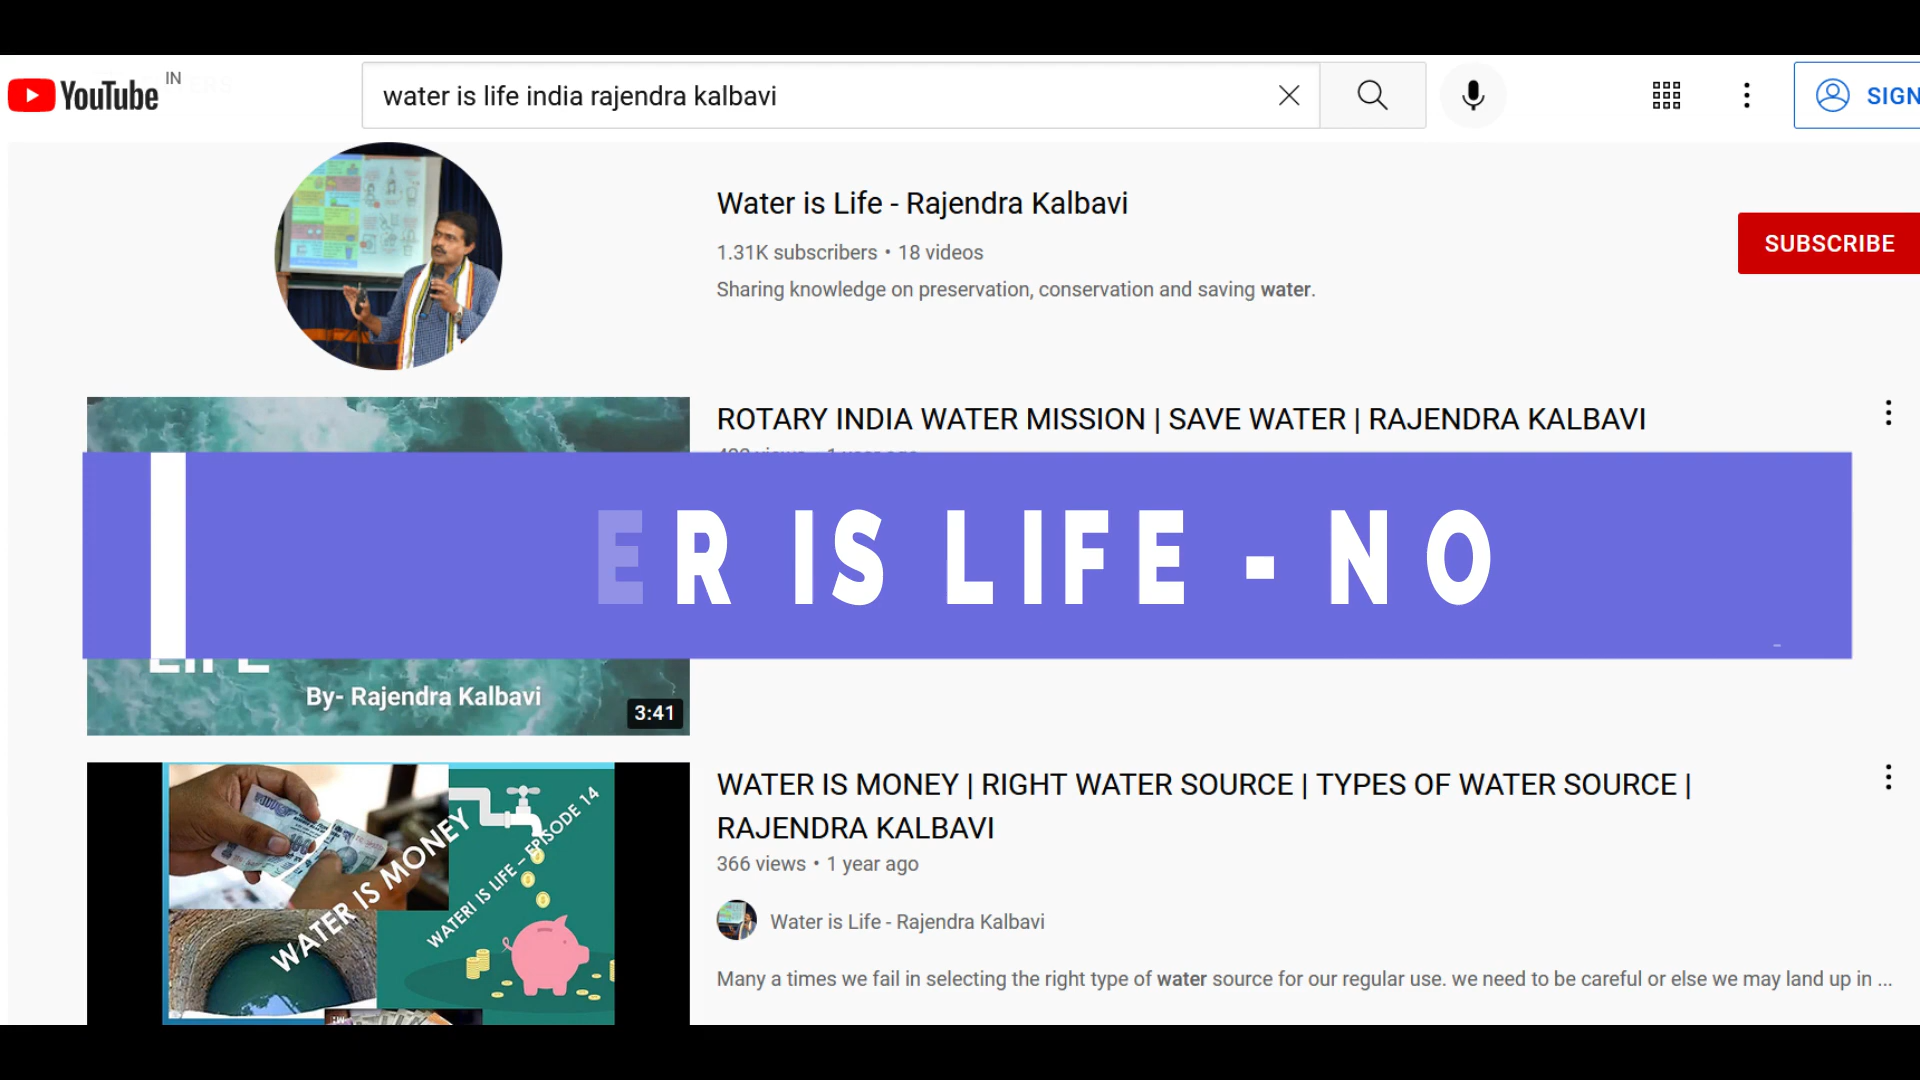 YouTube IN
water is life india rajendra kalbavi
SIGN
Water is Life - Rajendra Kalbavi
1.31K subscribers • 18 videos
Sharing knowledge on preservation, conservation and saving water.
SUBSCRIBE
ROTARY INDIA WATER MISSION | SAVE WATER | RAJENDRA KALBAVI
ER IS LIFE - NO
By- Rajendra Kalbavi
3:41
WATER IS MONEY | RIGHT WATER SOURCE | TYPES OF WATER SOURCE |
RAJENDRA KALBAVI
366 views • 1 year ago
Water is Life - Rajendra Kalbavi
Many a times we fail in selecting the right type of water source for our regular use. we need to be careful or else we may land up in ...
WATER IS MONEY
WATERI IS LIFE – EPISODE 14